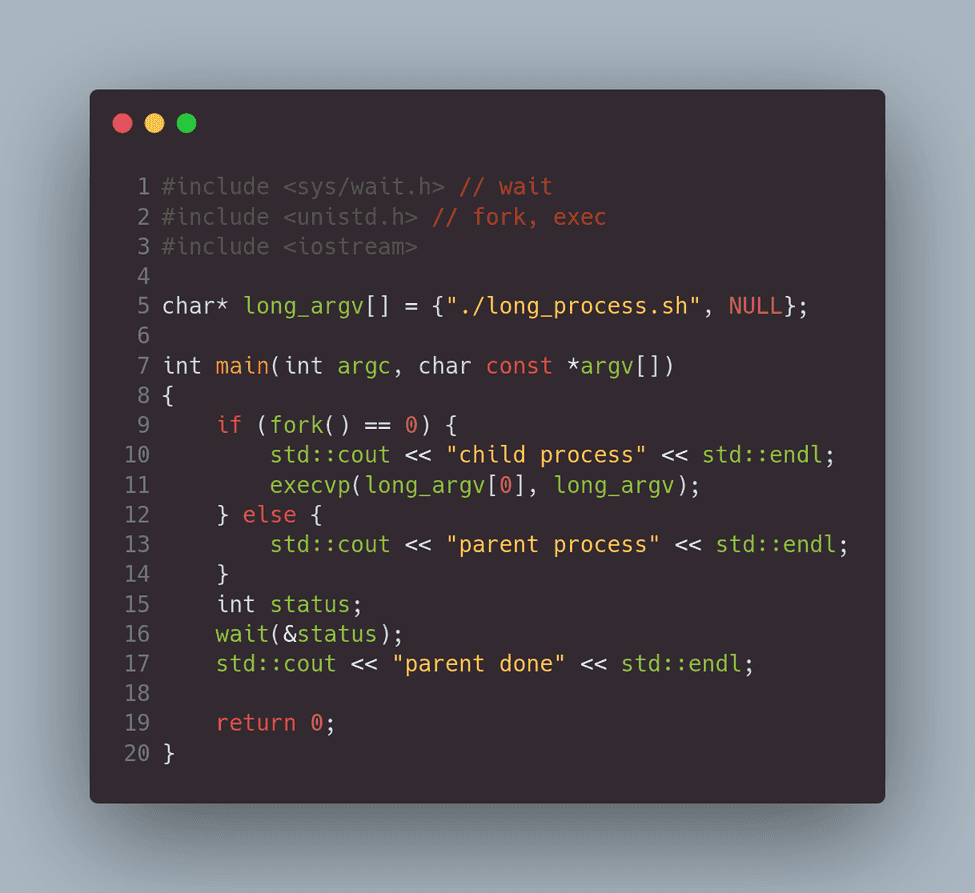 1 #include <sys/wait.h> // wait
2 #include <unistd.h> // fork, exec
3 #include <iostream>
4
5 char* long_argv[] = {"./long_process.sh", NULL};
6
7 int main(int argc, char const *argv[])
8 {
9     if (fork() == 0) {
10         std::cout << "child process" << std::endl;
11         execvp(long_argv[0], long_argv);
12     } else {
13         std::cout << "parent process" << std::endl;
14     }
15     int status;
16     wait(&status);
17     std::cout << "parent done" << std::endl;
18
19     return 0;
20 }